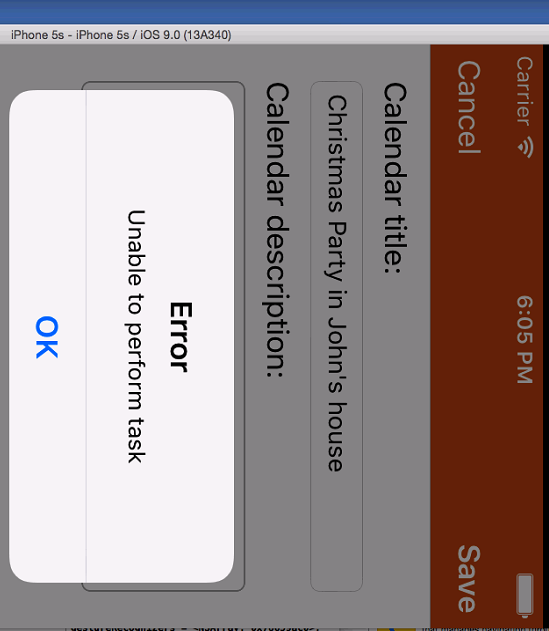 iPhone 5s - iPhone 5s / iOS 9.0 (13A340)
Carrier 6:05 PM
Cancel Save
Calendar title:
Christmas Party in John's house
Calendar description:
Error
Unable to perform task
OK